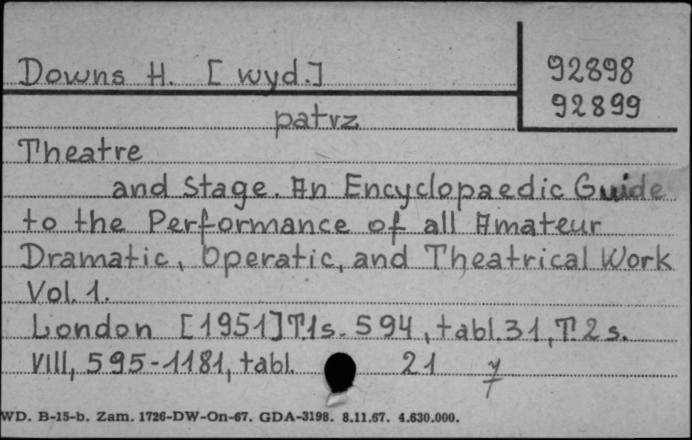 Downs H. [wyd.]
92898
92899
patrz
Theatre
and Stage. An Encyclopaedic Guide
to the Performance of all Amateur
Dramatic, Operatic, and Theatrical Work
Vol. 1.
London [1951] T.1 s. 594, tabl. 31, T. 2 s.
VIII, 595-1181, tabl. 21
WD. B-15-b. Zam. 1726-DW-On-67. GDA-3198. 8.11.67. 4.630.000.